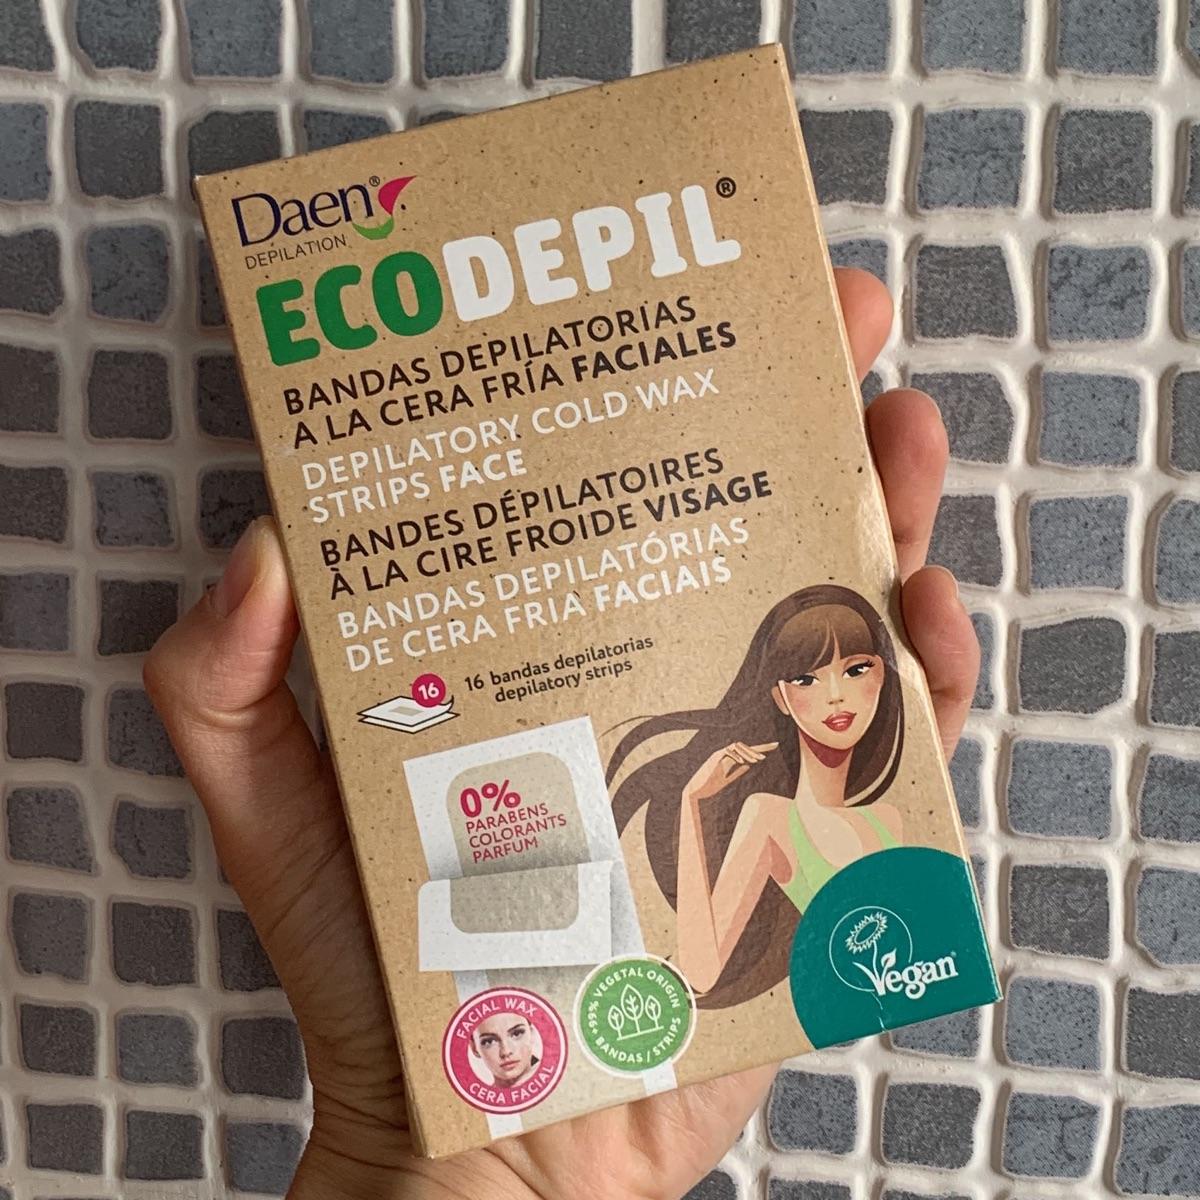 Daen®
DEPILATION
ECODEPIL®
BANDAS DEPILATORIAS
A LA CERA FRÍA FACIALES
DEPILATORY COLD WAX
STRIPS FACE
BANDES DÉPILATOIRES
À LA CIRE FROIDE VISAGE
BANDAS DEPILATÓRIAS
DE CERA FRIA FACIAIS
16
16 bandas depilatorias
depilatory strips
0%
PARABENS
COLORANTS
PARFUM
FACIAL WAX
CERA FACIAL
+99% VEGETAL ORIGIN
BANDAS / STRIPS
Vegan®